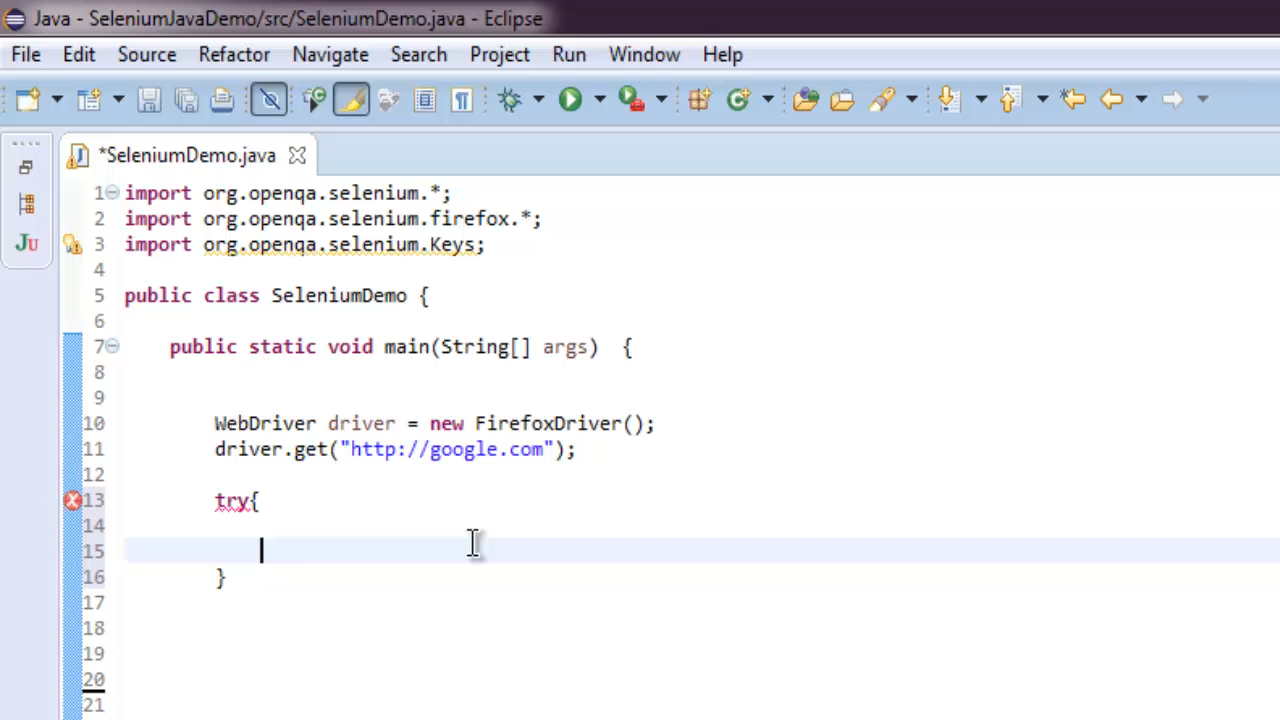 Java - SeleniumJavaDemo/src/SeleniumDemo.java - Eclipse
File Edit Source Refactor Navigate Search Project Run Window Help
*SeleniumDemo.java
JU
1 import org.openqa.selenium.*;
2 import org.openqa.selenium.firefox.*;
3 import org.openqa.selenium.Keys;
4
5 public class SeleniumDemo {
6
7 public static void main(String[] args)  {
8
9
10 WebDriver driver = new FirefoxDriver();
11 driver.get("http://google.com");
12
13 try{
14
15
16 }
17
18
19
20
21